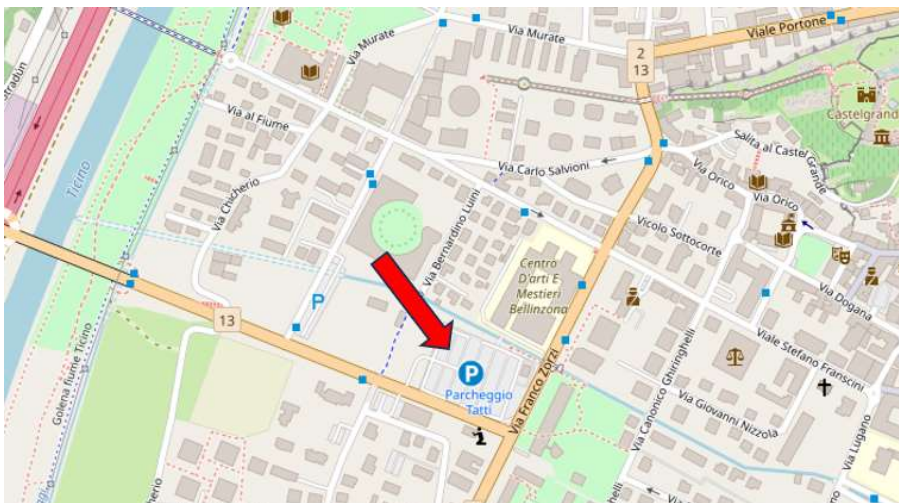 Via Murate
Via Murate
Viale Portone
2
13
Castelgrande
Via al Fiume
Via Carlo Salvioni
Salita al Castel Grande
Via Orico
Via Orico
Ticino
Via Chicherio
Via Bernardino Luini
Vicolo Sottocorte
Centro
D'arti E
Mestieri
Bellinzona
Via Dogana
P
13
Viale Stefano Franscini
Golena fiume Ticino
Via Canonico Ghiringhelli
P
Parcheggio
Tatti
Via Franco Zorzi
Via Giovanni Nizzola
Via Lugano
i